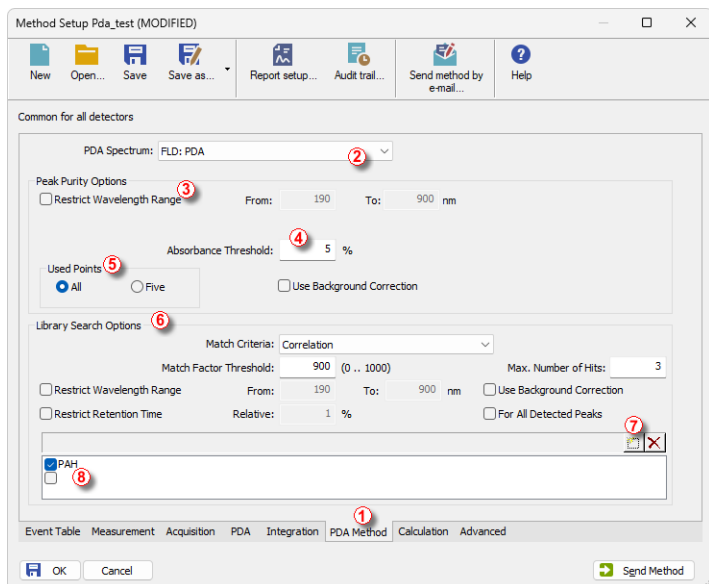 Method Setup Pda_test (MODIFIED)
New Open... Save Save as... Report setup... Audit trail... Send method by e-mail... Help
Common for all detectors
PDA Spectrum: FLD: PDA 2
Peak Purity Options
3
Restrict Wavelength Range From: 190 To: 900 nm
4
Absorbance Threshold: 5 %
Used Points 5
All Five Use Background Correction
Library Search Options 6
Match Criteria: Correlation
Match Factor Threshold: 900 (0 .. 1000) Max. Number of Hits: 3
Restrict Wavelength Range From: 190 To: 900 nm Use Background Correction
Restrict Retention Time Relative: 1 % For All Detected Peaks
7
PAH
8
1
Event Table Measurement Acquisition PDA Integration PDA Method Calculation Advanced
OK Cancel Send Method